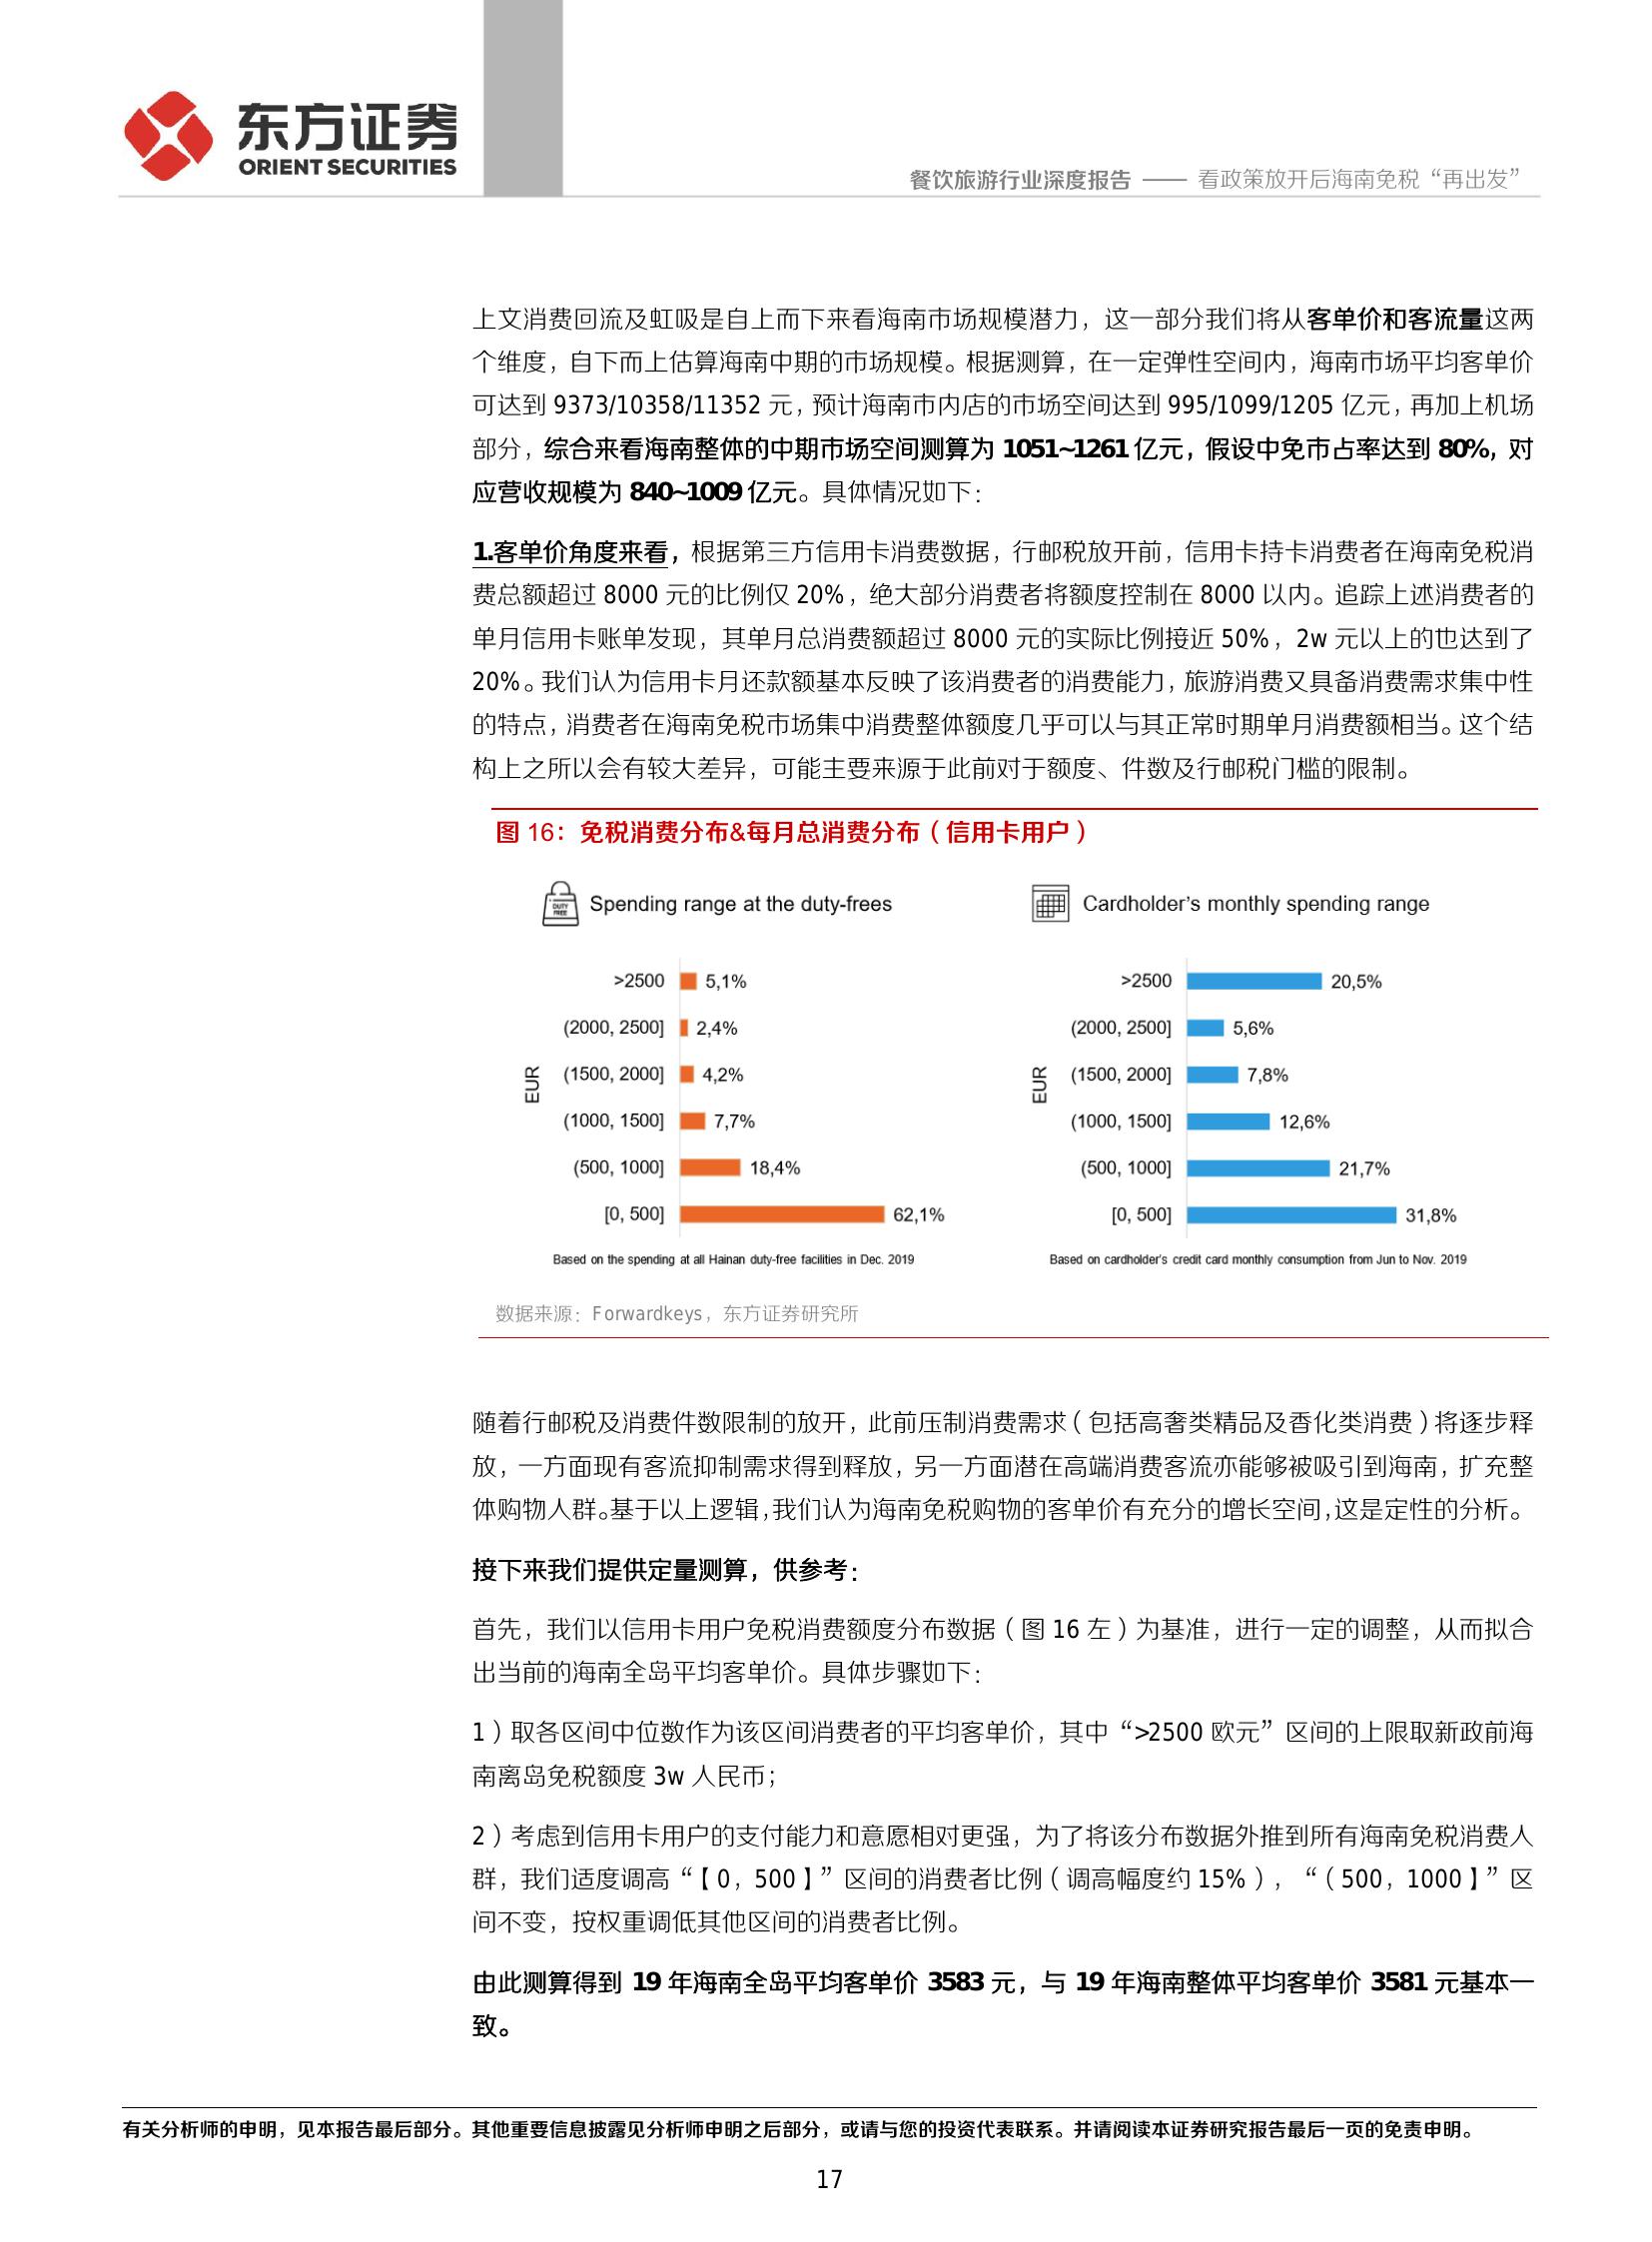 东方证券
ORIENT SECURITIES
餐饮旅游行业深度报告 —— 看政策放开后海南免税“再出发”
上文消费回流及虹吸是自上而下来看海南市场规模潜力，这一部分我们将从客单价和客流量这两
个维度，自下而上估算海南中期的市场规模。根据测算，在一定弹性空间内，海南市场平均客单价
可达到 9373/10358/11352 元，预计海南市内店的市场空间达到 995/1099/1205 亿元，再加上机场
部分，综合来看海南整体的中期市场空间测算为 1051~1261 亿元，假设中免市占率达到 80%，对
应营收规模为 840~1009 亿元。具体情况如下：
1.客单价角度来看，根据第三方信用卡消费数据，行邮税放开前，信用卡持卡消费者在海南免税消
费总额超过 8000 元的比例仅 20%，绝大部分消费者将额度控制在 8000 以内。追踪上述消费者的
单月信用卡账单发现，其单月总消费额超过 8000 元的实际比例接近 50%，2w 元以上的也达到了
20%。我们认为信用卡月还款额基本反映了该消费者的消费能力，旅游消费又具备消费需求集中性
的特点，消费者在海南免税市场集中消费整体额度几乎可以与其正常时期单月消费额相当。这个结
构上之所以会有较大差异，可能主要来源于此前对于额度、件数及行邮税门槛的限制。
图 16：免税消费分布&每月总消费分布（信用卡用户）
DUTY FREE
Spending range at the duty-frees
EUR
>2500 5,1%
(2000, 2500] 2,4%
(1500, 2000] 4,2%
(1000, 1500] 7,7%
(500, 1000] 18,4%
[0, 500] 62,1%
Based on the spending at all Hainan duty-free facilities in Dec. 2019
Cardholder's monthly spending range
EUR
>2500 20,5%
(2000, 2500] 5,6%
(1500, 2000] 7,8%
(1000, 1500] 12,6%
(500, 1000] 21,7%
[0, 500] 31,8%
Based on cardholder's credit card monthly consumption from Jun to Nov. 2019
数据来源：Forwardkeys，东方证券研究所
随着行邮税及消费件数限制的放开，此前压制消费需求（包括高奢类精品及香化类消费）将逐步释
放，一方面现有客流抑制需求得到释放，另一方面潜在高端消费客流亦能够被吸引到海南，扩充整
体购物人群。基于以上逻辑，我们认为海南免税购物的客单价有充分的增长空间，这是定性的分析。
接下来我们提供定量测算，供参考：
首先，我们以信用卡用户免税消费额度分布数据（图 16 左）为基准，进行一定的调整，从而拟合
出当前的海南全岛平均客单价。具体步骤如下：
1）取各区间中位数作为该区间消费者的平均客单价，其中“>2500 欧元”区间的上限取新政前海
南离岛免税额度 3w 人民币；
2）考虑到信用卡用户的支付能力和意愿相对更强，为了将该分布数据外推到所有海南免税消费人
群，我们适度调高“【0，500】”区间的消费者比例（调高幅度约 15%），“（500，1000】”区
间不变，按权重调低其他区间的消费者比例。
由此测算得到 19 年海南全岛平均客单价 3583 元，与 19 年海南整体平均客单价 3581 元基本一
致。
有关分析师的申明，见本报告最后部分。其他重要信息披露见分析师申明之后部分，或请与您的投资代表联系。并请阅读本证券研究报告最后一页的免责申明。
17